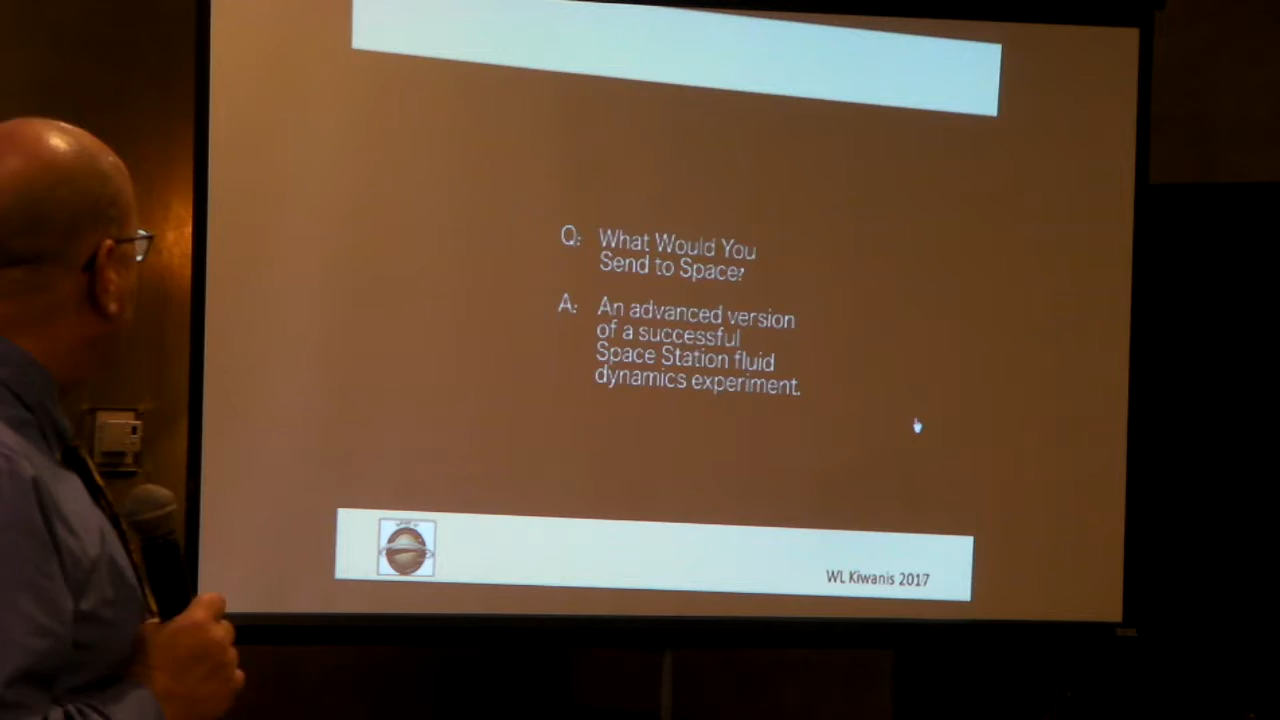 Q: What Would You
Send to Space?
A: An advanced version
of a successful
Space Station fluid
dynamics experiment.
WL Kiwanis 2017